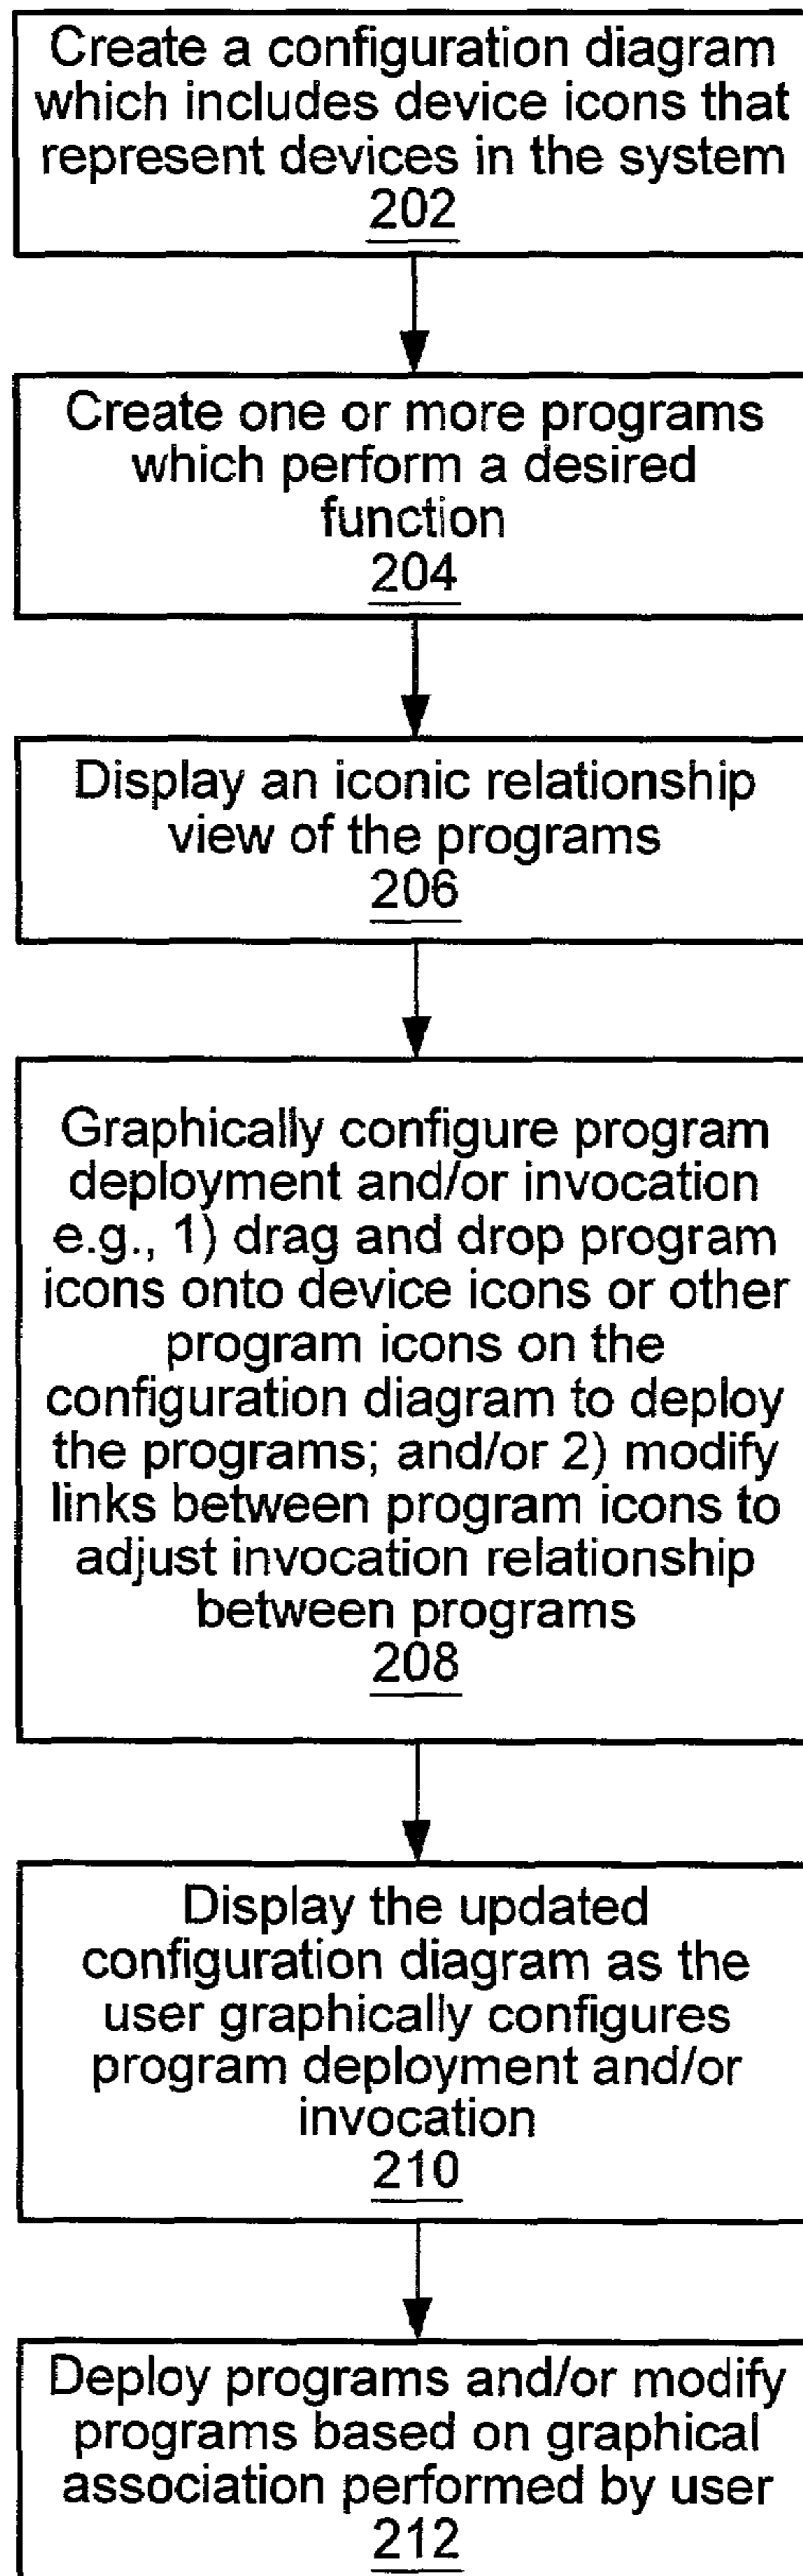 Create a configuration diagram
which includes device icons that
represent devices in the system
202
Create one or more programs
which perform a desired
function
204
Display an iconic relationship
view of the programs
206
Graphically configure program
deployment and/or invocation
e.g., 1) drag and drop program
icons onto device icons or other
program icons on the
configuration diagram to deploy
the programs; and/or 2) modify
links between program icons to
adjust invocation relationship
between programs
208
Display the updated
configuration diagram as the
user graphically configures
program deployment and/or
invocation
210
Deploy programs and/or modify
programs based on graphical
association performed by user
212